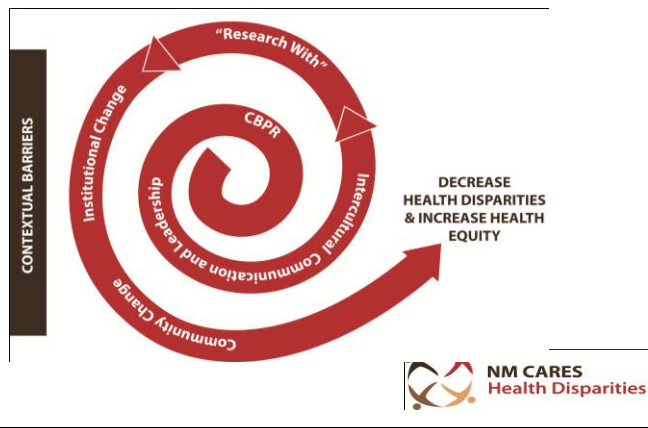 CONTEXTUAL BARRIERS
Institutional Change
"Research With"
CBPR
Intercultural Communication and Leadership
Community Change
DECREASE
HEALTH DISPARITIES
& INCREASE HEALTH
EQUITY
NM CARES
Health Disparities